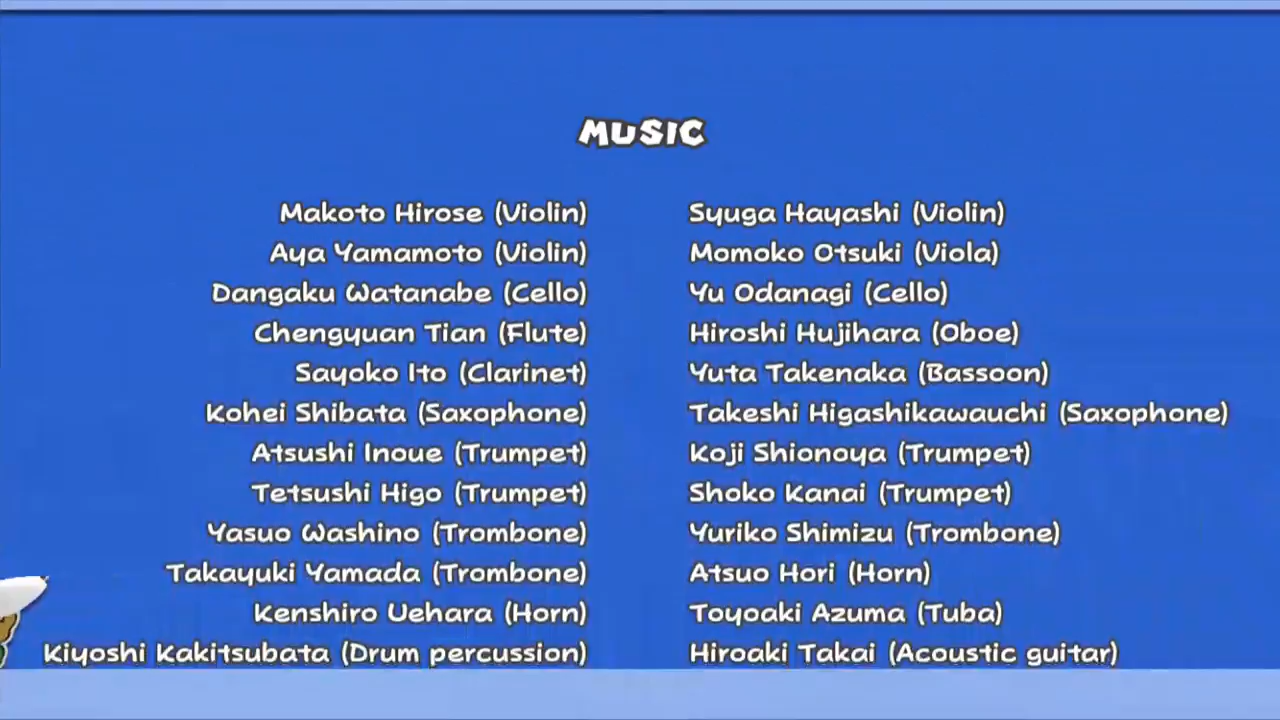 MUSIC
Makoto Hirose (Violin) Syuga Hayashi (Violin)
Aya Yamamoto (Violin) Momoko Otsuki (Viola)
Dangaku Watanabe (Cello) Yu Odanagi (Cello)
Chengyuan Tian (Flute) Hiroshi Hujihara (Oboe)
Sayoko Ito (Clarinet) Yuta Takenaka (Bassoon)
Kohei Shibata (Saxophone) Takeshi Higashikawauchi (Saxophone)
Atsushi Inoue (Trumpet) Koji Shionoya (Trumpet)
Tetsushi Higo (Trumpet) Shoko Kanai (Trumpet)
Yasuo Washino (Trombone) Yuriko Shimizu (Trombone)
Takayuki Yamada (Trombone) Atsuo Hori (Horn)
Kenshiro Uehara (Horn) Toyoaki Azuma (Tuba)
Kiyoshi Kakitsubata (Drum percussion) Hiroaki Takai (Acoustic guitar)